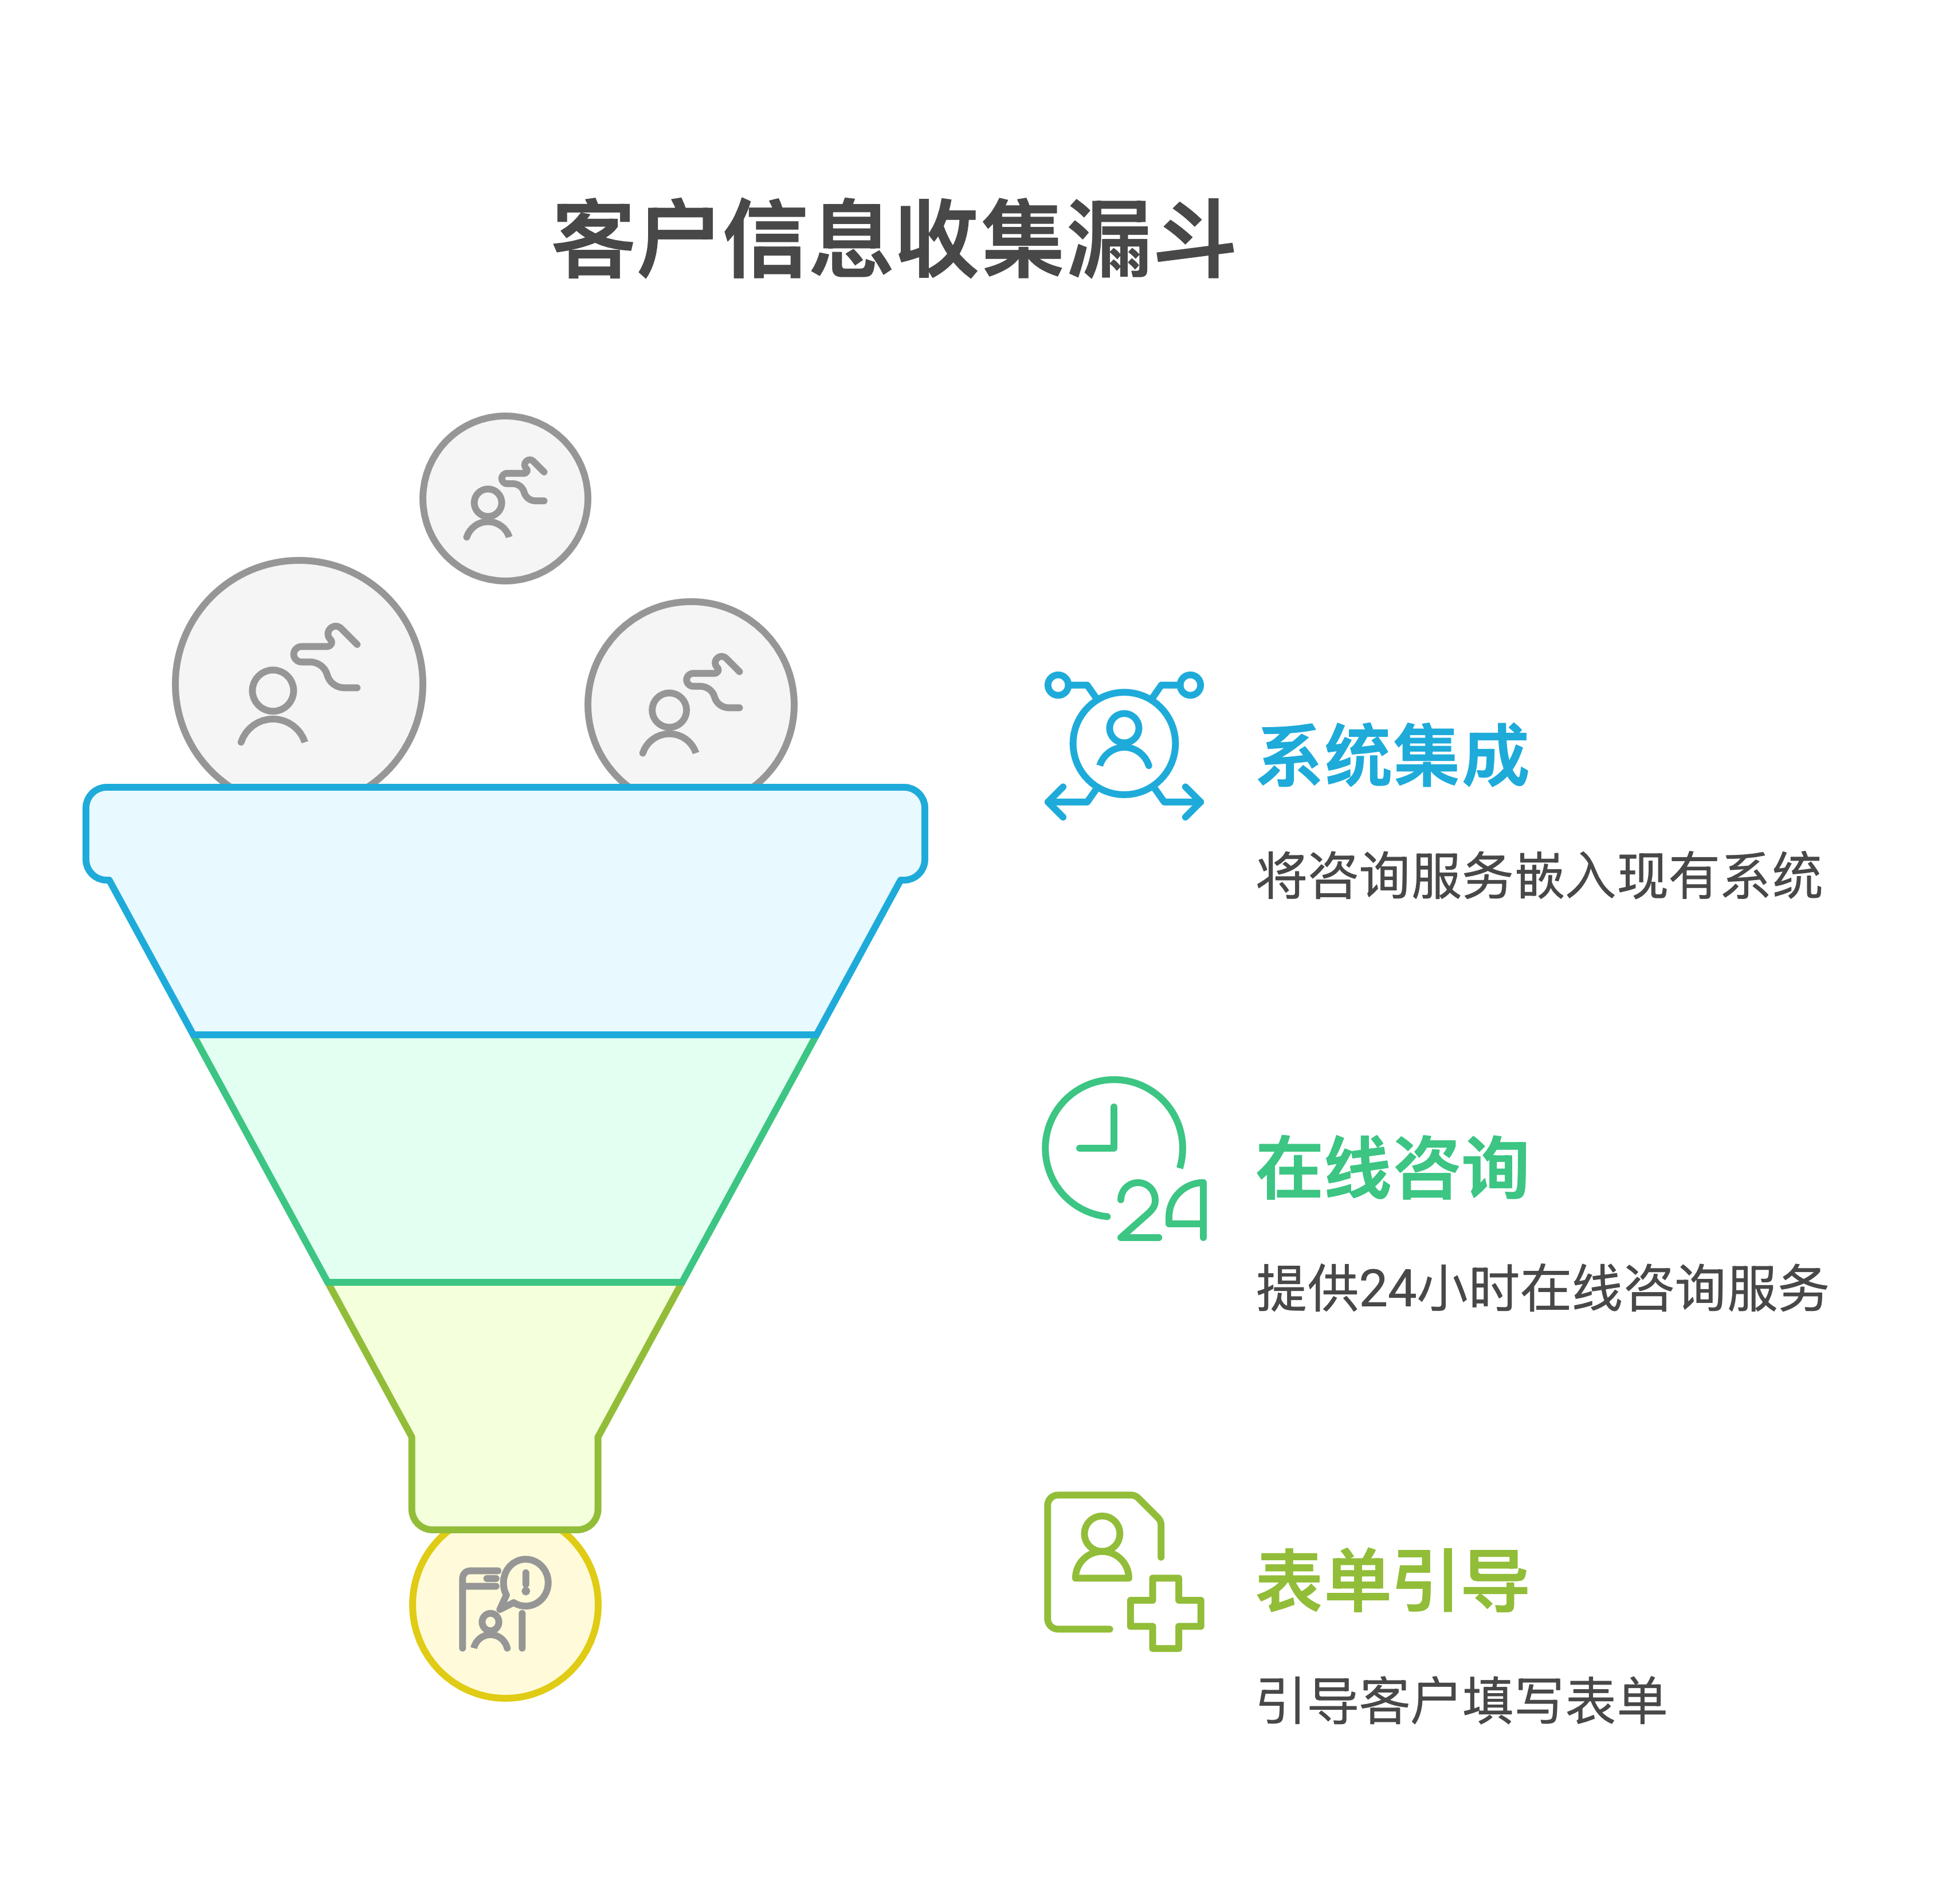 客户信息收集漏斗
系统集成
将咨询服务嵌入现有系统
24
在线咨询
提供24小时在线咨询服务
表单引导
引导客户填写表单